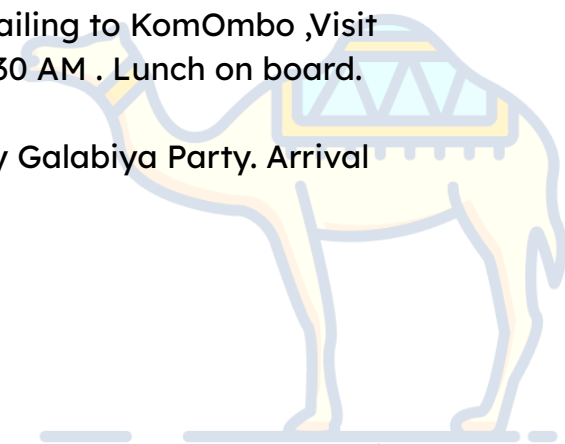 ailing to KomOmbo ,Visit
30 AM . Lunch on board.
y Galabiya Party. Arrival